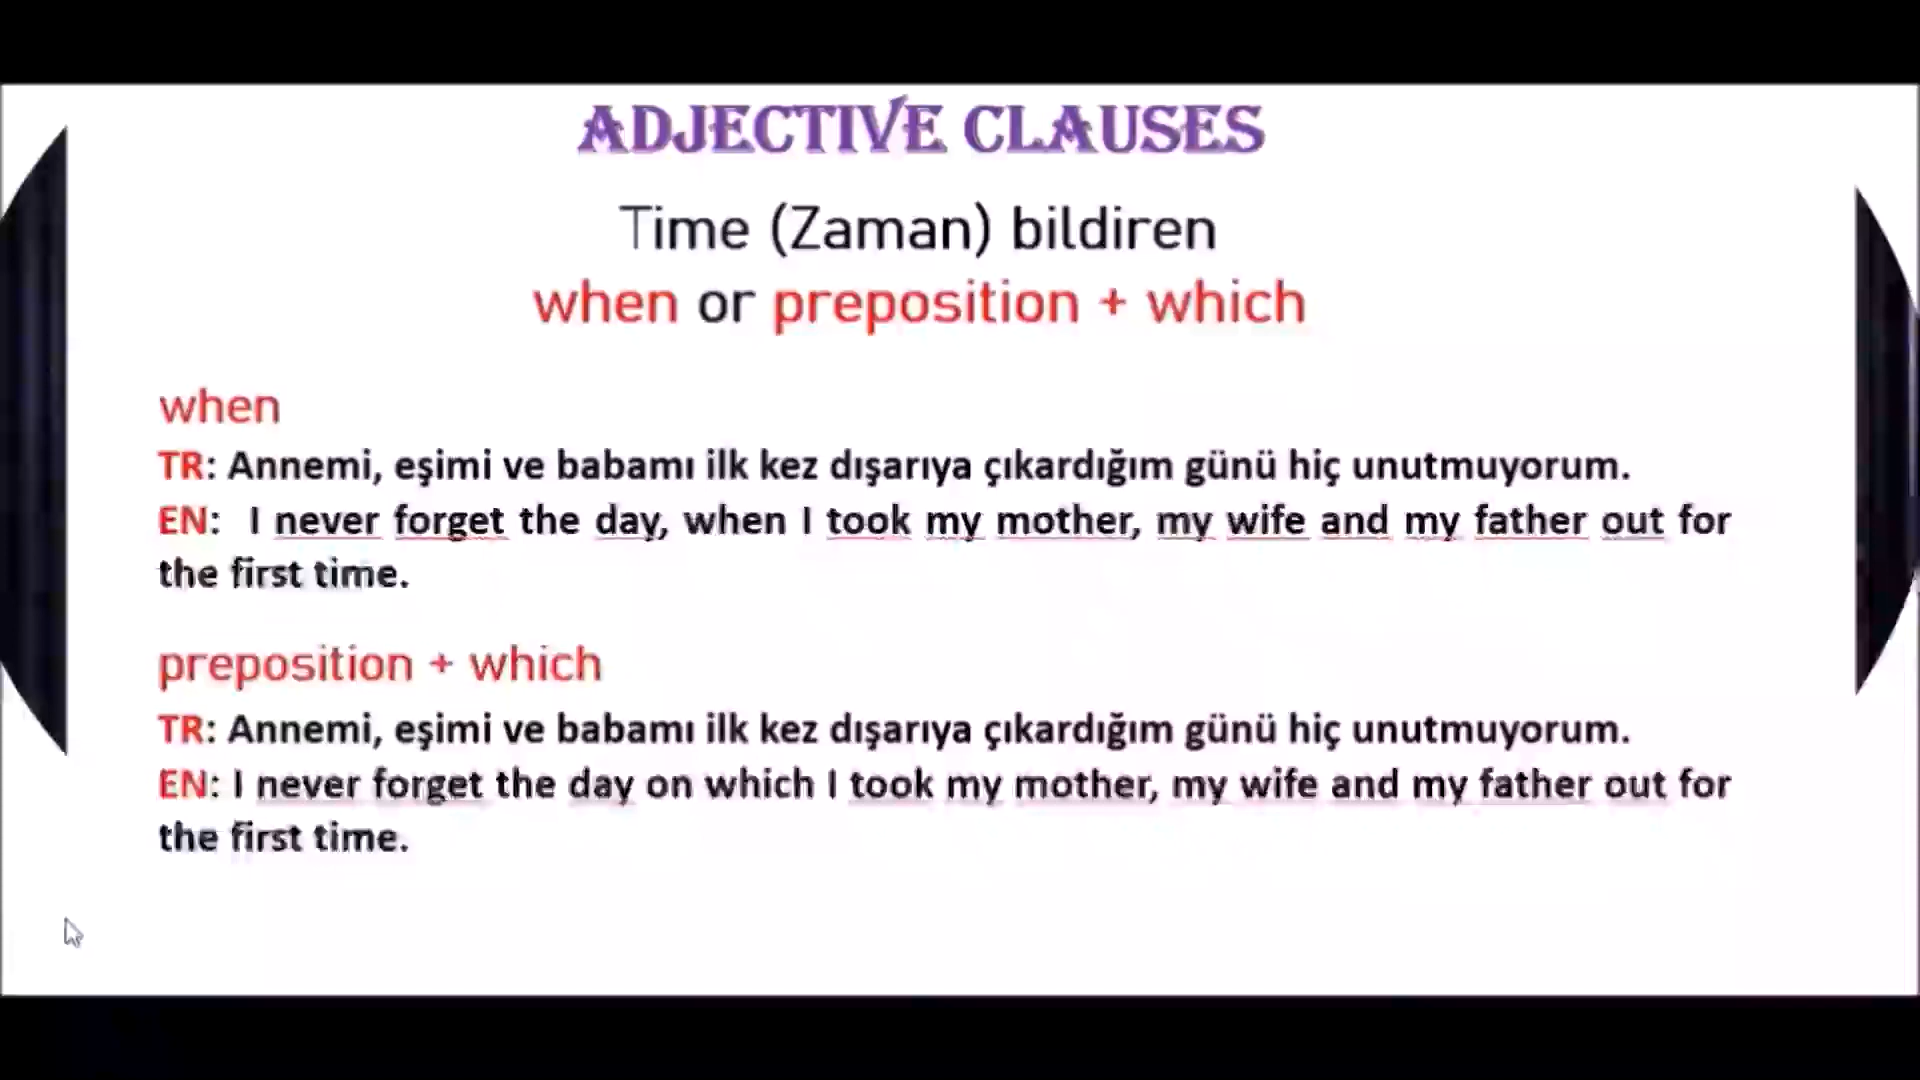 ADJECTIVE CLAUSES
Time (Zaman) bildiren
when or preposition + which
when
TR: Annemi, eşimi ve babamı ilk kez dışarıya çıkardığım günü hiç unutmuyorum.
EN: I never forget the day, when I took my mother, my wife and my father out for
the first time.
preposition + which
TR: Annemi, eşimi ve babamı ilk kez dışarıya çıkardığım günü hiç unutmuyorum.
EN: I never forget the day on which I took my mother, my wife and my father out for
the first time.